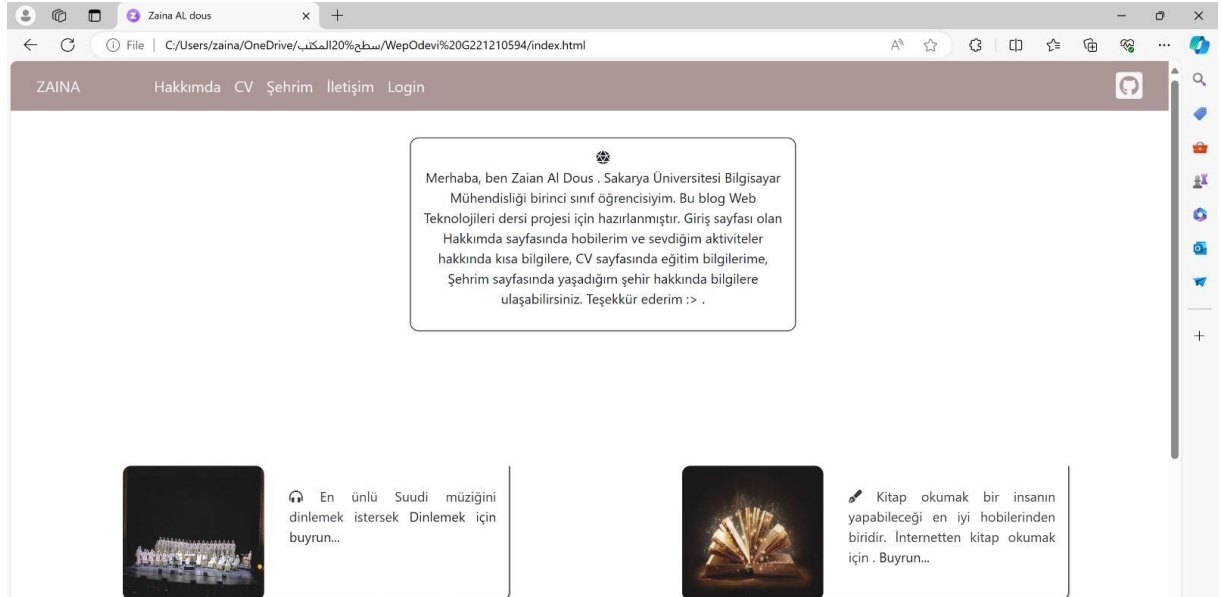 Zaina AL dous
File
C:/Users/zaina/OneDrive/سطح%20المكتب/WepOdevi%20G221210594/index.html
ZAINA Hakkımda CV Şehrim İletişim Login
Merhaba, ben Zaian Al Dous . Sakarya Üniversitesi Bilgisayar
Mühendisliği birinci sınıf öğrencisiyim. Bu blog Web
Teknolojileri dersi projesi için hazırlanmıştır. Giriş sayfası olan
Hakkımda sayfasında hobilerim ve sevdiğim aktiviteler
hakkında kısa bilgilere, CV sayfasında eğitim bilgilerime,
Şehrim sayfasında yaşadığım şehir hakkında bilgilere
ulaşabilirsiniz. Teşekkür ederim :> .
En ünlü Suudi müziğini
dinlemek istersek Dinlemek için
buyrun...
Kitap okumak bir insanın
yapabileceği en iyi hobilerinden
biridir. İnternetten kitap okumak
için . Buyrun...